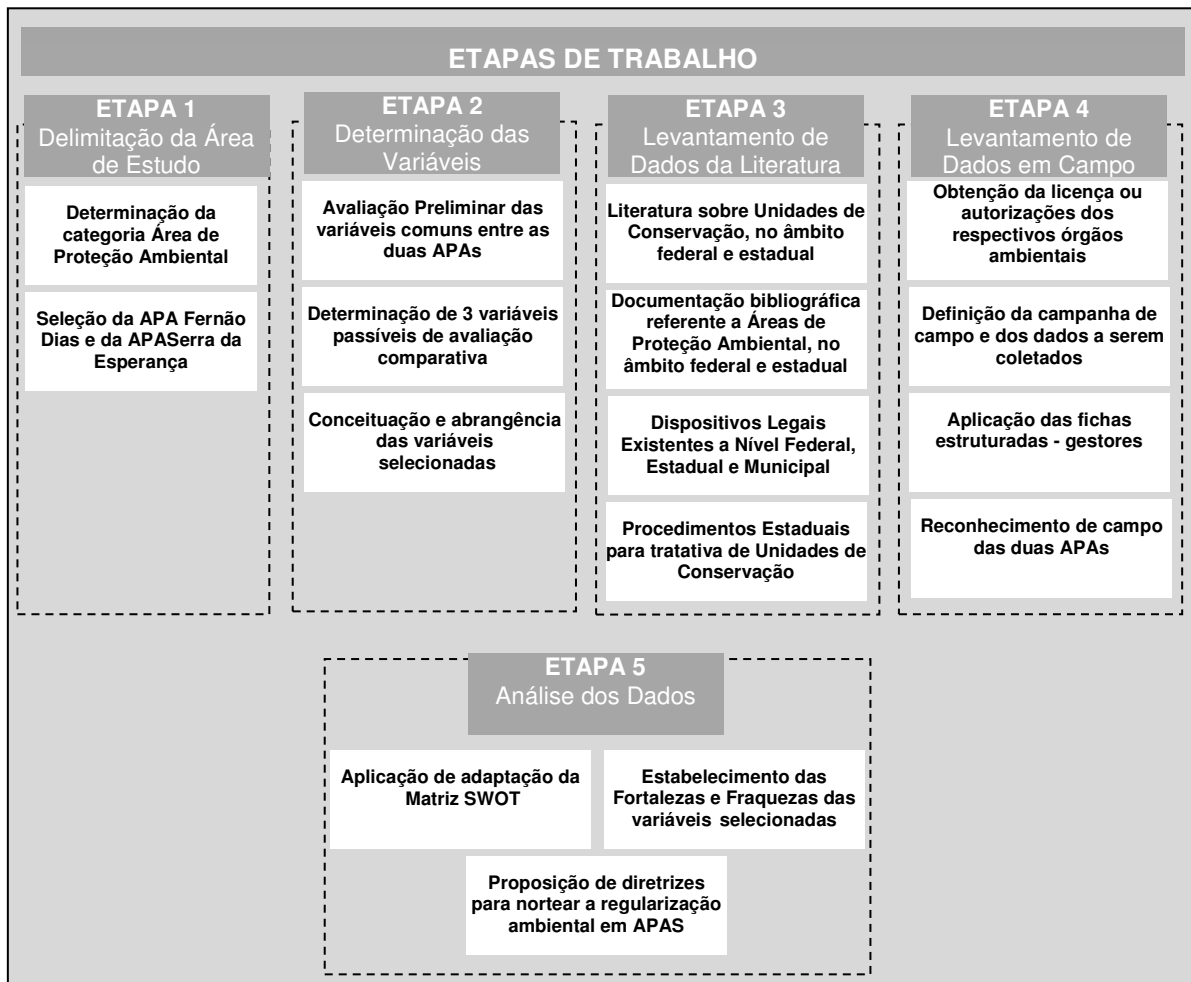 ETAPAS DE TRABALHO
ETAPA 1
Delimitação da Área
de Estudo
Determinação da
categoria Área de
Proteção Ambiental
Seleção da APA Fernão
Dias e da APASerra da
Esperança
ETAPA 2
Determinação das
Variáveis
Avaliação Preliminar das
variáveis comuns entre as
duas APAs
Determinação de 3 variáveis
passíveis de avaliação
comparativa
Conceituação e abrangência
das variáveis
selecionadas
ETAPA 3
Levantamento de
Dados da Literatura
Literatura sobre Unidades de
Conservação, no âmbito
federal e estadual
Documentação bibliográfica
referente a Áreas de
Proteção Ambiental, no
âmbito federal e estadual
Dispositivos Legais
Existentes a Nível Federal,
Estadual e Municipal
Procedimentos Estaduais
para tratativa de Unidades de
Conservação
ETAPA 4
Levantamento de
Dados em Campo
Obtenção da licença ou
autorizações dos
respectivos órgãos
ambientais
Definição da campanha de
campo e dos dados a serem
coletados
Aplicação das fichas
estruturadas - gestores
Reconhecimento de campo
das duas APAs
ETAPA 5
Análise dos Dados
Aplicação de adaptação da
Matriz SWOT
Estabelecimento das
Fortalezas e Fraquezas das
variáveis selecionadas
Proposição de diretrizes
para nortear a regularização
ambiental em APAS